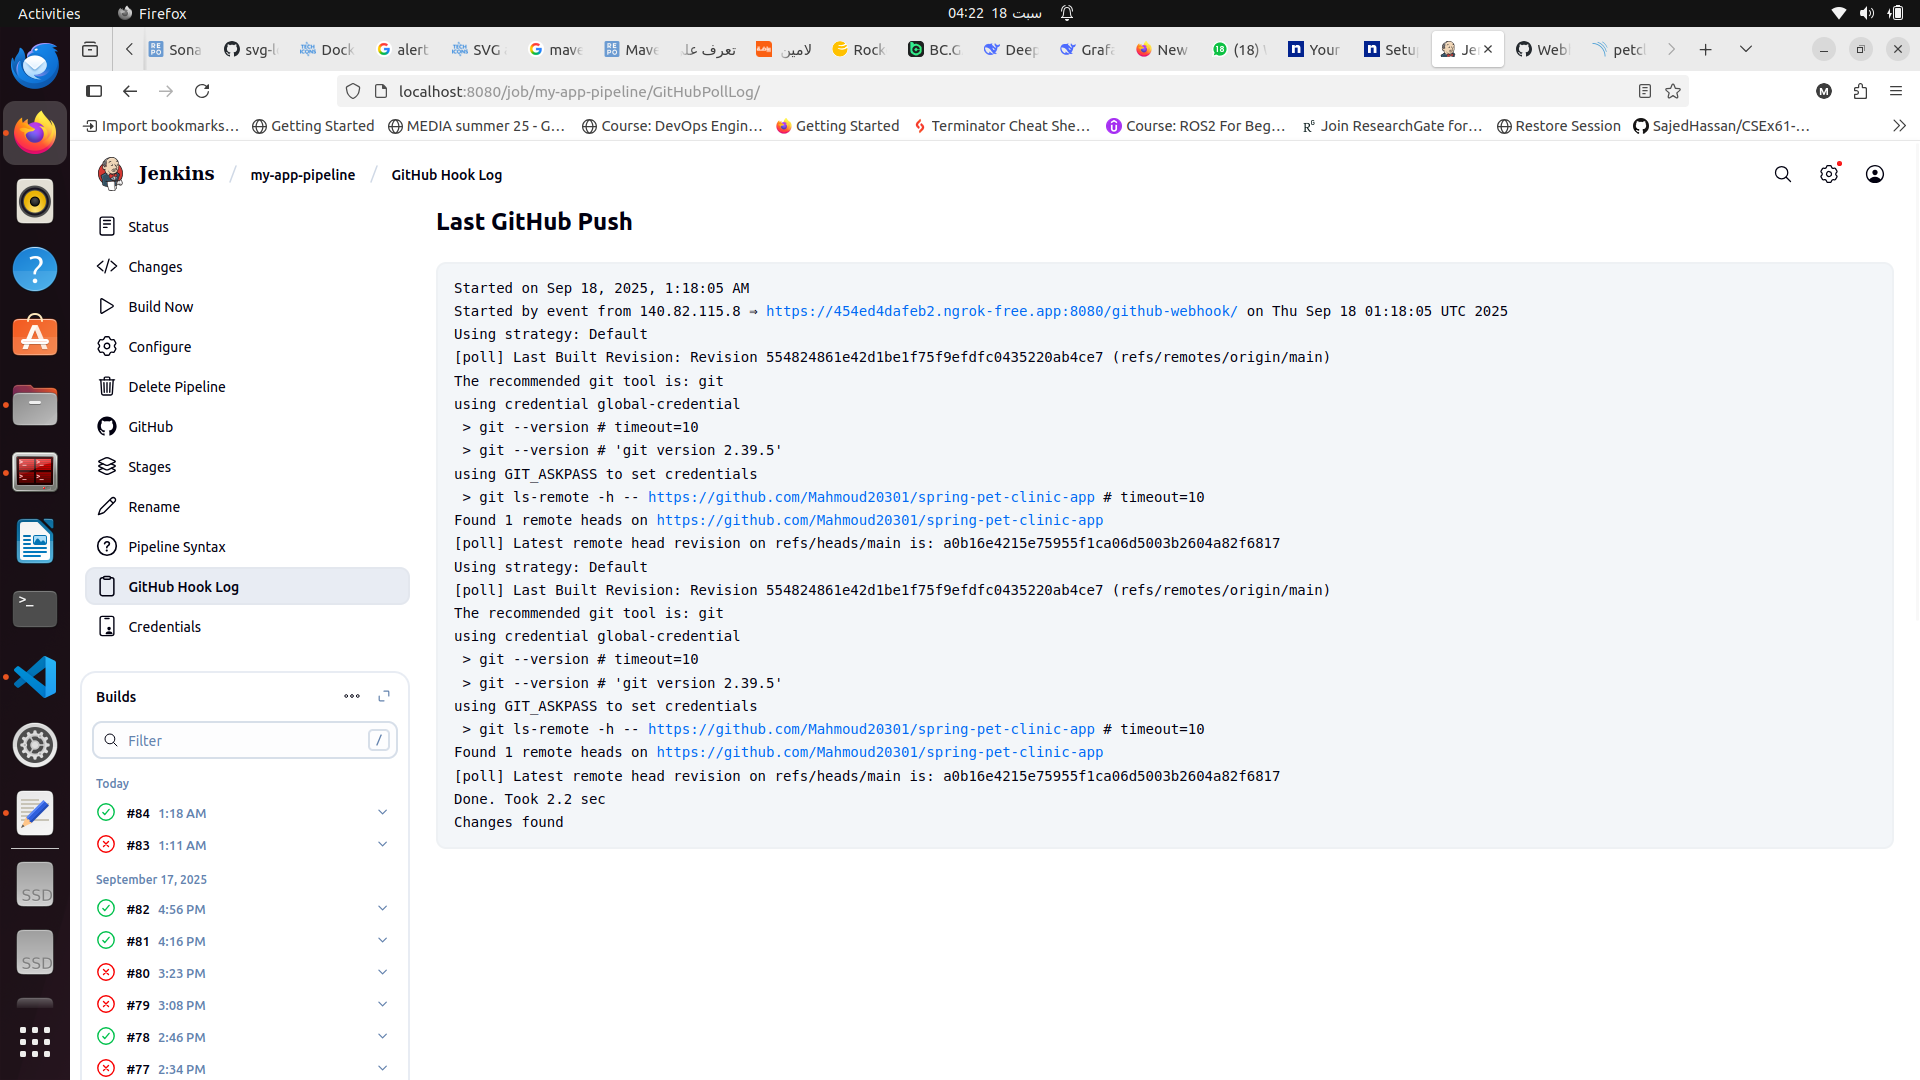 Activities
Firefox
04:22 18 سبت
Sona
svg-l
Dock
alert
SVG
mave
Mave
تعرف علـ
لامين
Rock
BC.G
Deep
Grafa
New
(18)
Your
Setup
Je
Webl
petcl
localhost:8080/job/my-app-pipeline/GitHubPollLog/
M
Import bookmarks…
Getting Started
MEDIA summer 25 - G…
Course: DevOps Engin…
Getting Started
Terminator Cheat She…
Course: ROS2 For Beg…
Join ResearchGate for…
Restore Session
SajedHassan/CSEx61-…
Jenkins / my-app-pipeline / GitHub Hook Log
Status
Changes
Build Now
Configure
Delete Pipeline
GitHub
Stages
Rename
Pipeline Syntax
GitHub Hook Log
Credentials
Builds
Filter /
Today
#84 1:18 AM
#83 1:11 AM
September 17, 2025
#82 4:56 PM
#81 4:16 PM
#80 3:23 PM
#79 3:08 PM
#78 2:46 PM
#77 2:34 PM
Last GitHub Push
Started on Sep 18, 2025, 1:18:05 AM
Started by event from 140.82.115.8 ⇒ https://454ed4dafeb2.ngrok-free.app:8080/github-webhook/ on Thu Sep 18 01:18:05 UTC 2025
Using strategy: Default
[poll] Last Built Revision: Revision 554824861e42d1be1f75f9efdfc0435220ab4ce7 (refs/remotes/origin/main)
The recommended git tool is: git
using credential global-credential
> git --version # timeout=10
> git --version # 'git version 2.39.5'
using GIT_ASKPASS to set credentials
> git ls-remote -h -- https://github.com/Mahmoud20301/spring-pet-clinic-app # timeout=10
Found 1 remote heads on https://github.com/Mahmoud20301/spring-pet-clinic-app
[poll] Latest remote head revision on refs/heads/main is: a0b16e4215e75955f1ca06d5003b2604a82f6817
Using strategy: Default
[poll] Last Built Revision: Revision 554824861e42d1be1f75f9efdfc0435220ab4ce7 (refs/remotes/origin/main)
The recommended git tool is: git
using credential global-credential
> git --version # timeout=10
> git --version # 'git version 2.39.5'
using GIT_ASKPASS to set credentials
> git ls-remote -h -- https://github.com/Mahmoud20301/spring-pet-clinic-app # timeout=10
Found 1 remote heads on https://github.com/Mahmoud20301/spring-pet-clinic-app
[poll] Latest remote head revision on refs/heads/main is: a0b16e4215e75955f1ca06d5003b2604a82f6817
Done. Took 2.2 sec
Changes found
SSD
SSD